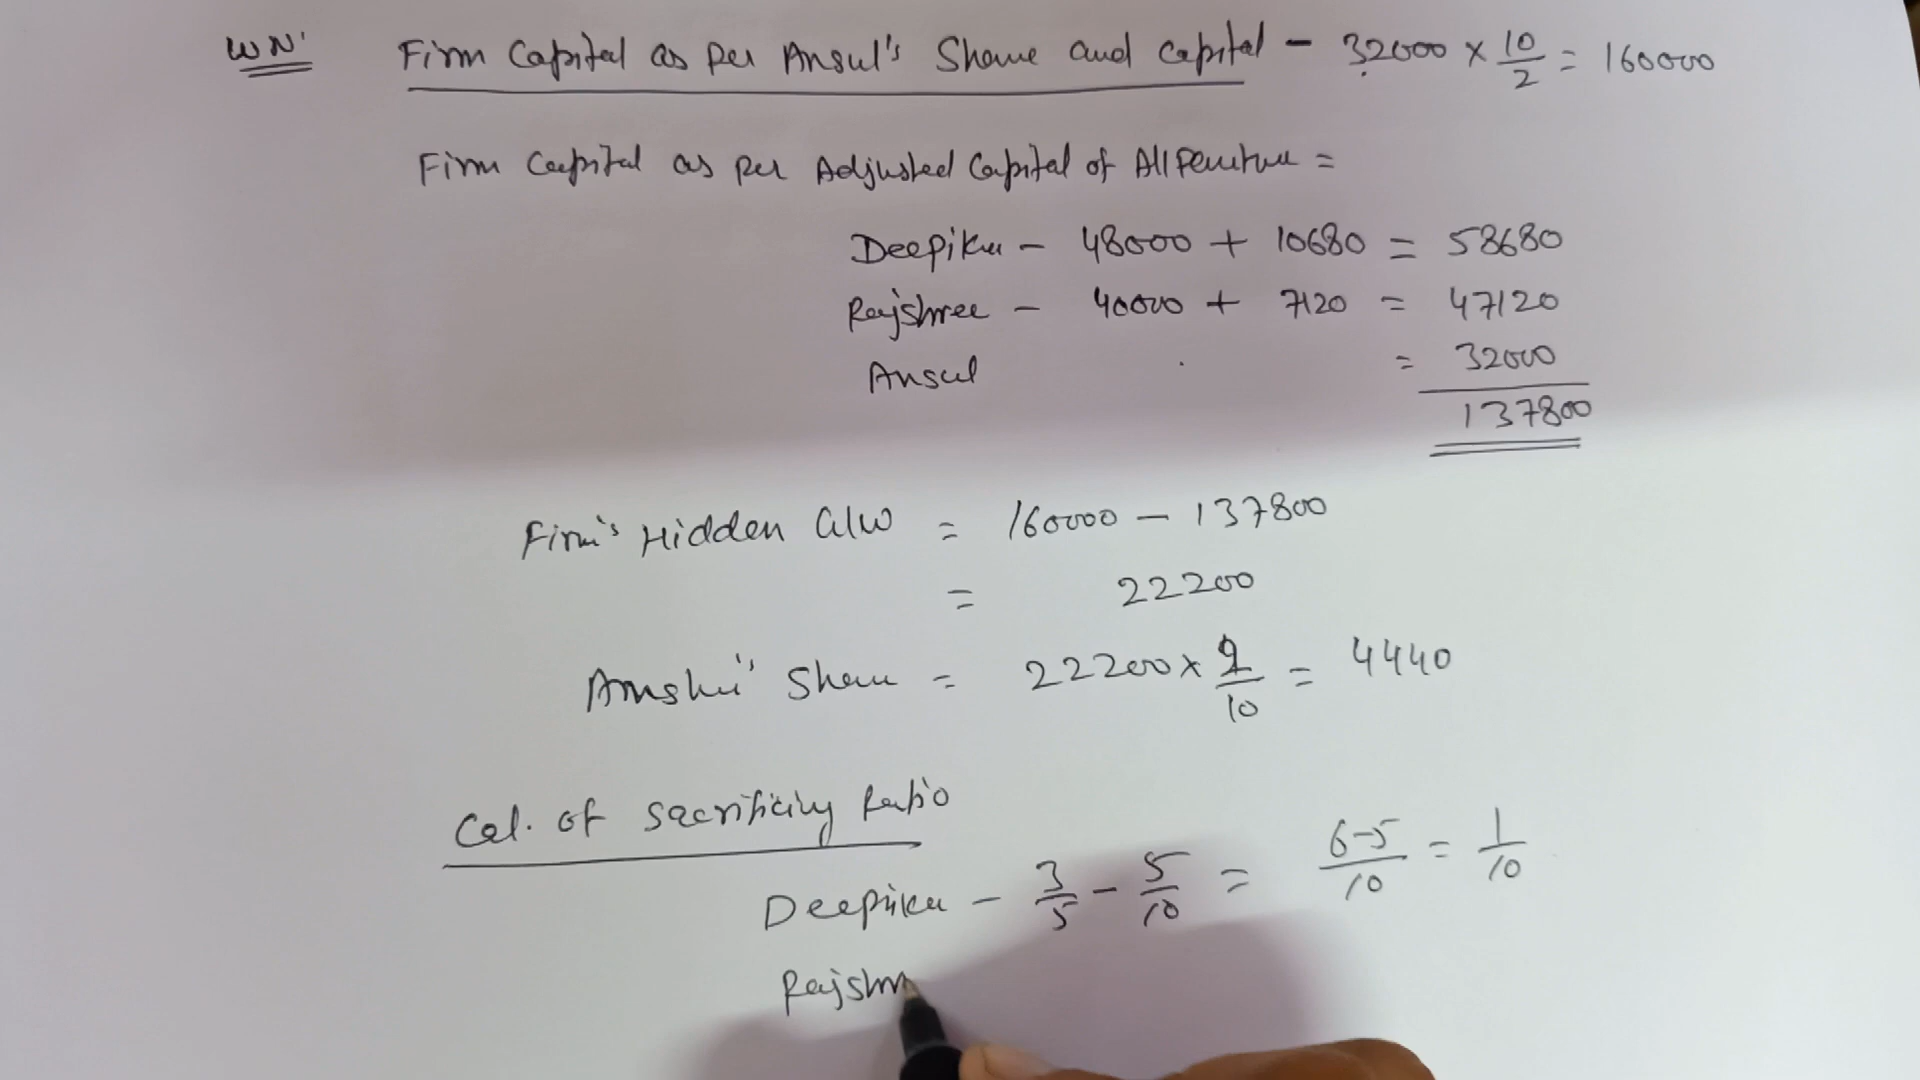 WN' Firm Capital as Per Ansul's Share and Capital - 32000 × 10/2 = 160000
Firm Capital as per Adjusted Capital of All Partner =
Deepika - 48000 + 10680 = 58680
Rajshree - 40000 + 7120 = 47120
Ansul = 32000
137800
Firm's Hidden G/W = 160000 - 137800
= 22200
Anshu's Share = 22200 × 2/10 = 4440
Cal. of Sacrificing Ratio
Deepika - 3/5 - 5/10 = 6-5/10 = 1/10
Rajshr